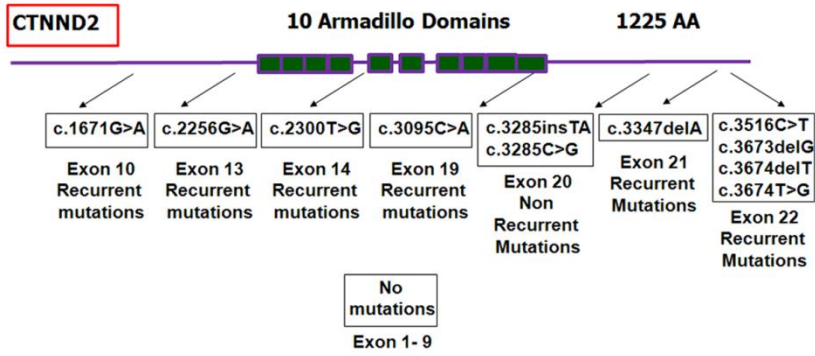 CTNND2
10 Armadillo Domains
1225 AA
c.1671G>A
Exon 10
Recurrent
mutations
c.2256G>A
Exon 13
Recurrent
mutations
c.2300T>G
Exon 14
Recurrent
mutations
c.3095C>A
Exon 19
Recurrent
mutations
c.3285insTA
c.3285C>G
Exon 20
Non
Recurrent
Mutations
c.3347delA
Exon 21
Recurrent
Mutations
c.3516C>T
c.3673delG
c.3674delT
c.3674T>G
Exon 22
Recurrent
Mutations
No
mutations
Exon 1- 9